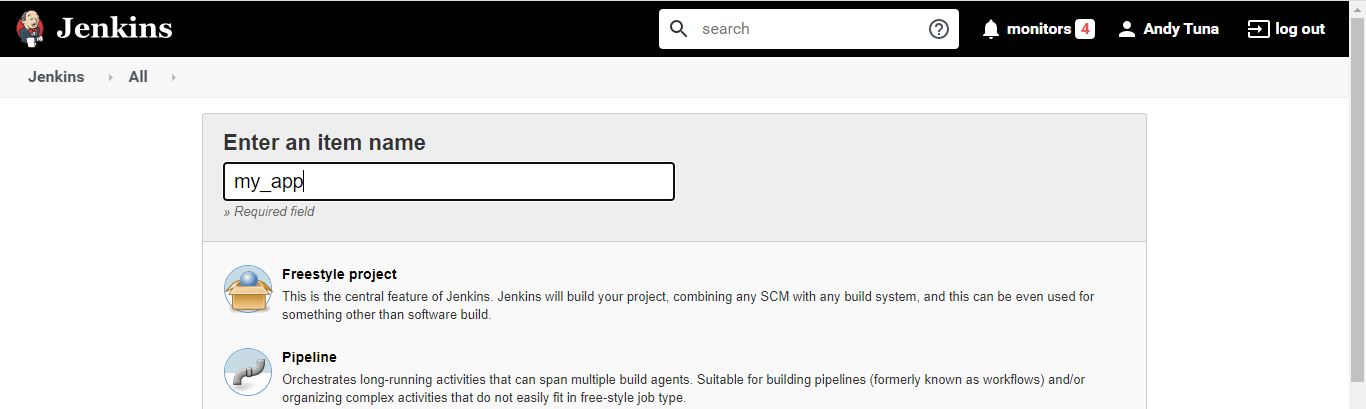 Jenkins
search
monitors 4
Andy Tuna
log out
Jenkins
All
Enter an item name
my_app
» Required field
Freestyle project
This is the central feature of Jenkins. Jenkins will build your project, combining any SCM with any build system, and this can be even used for
something other than software build.
Pipeline
Orchestrates long-running activities that can span multiple build agents. Suitable for building pipelines (formerly known as workflows) and/or
organizing complex activities that do not easily fit in free-style job type.